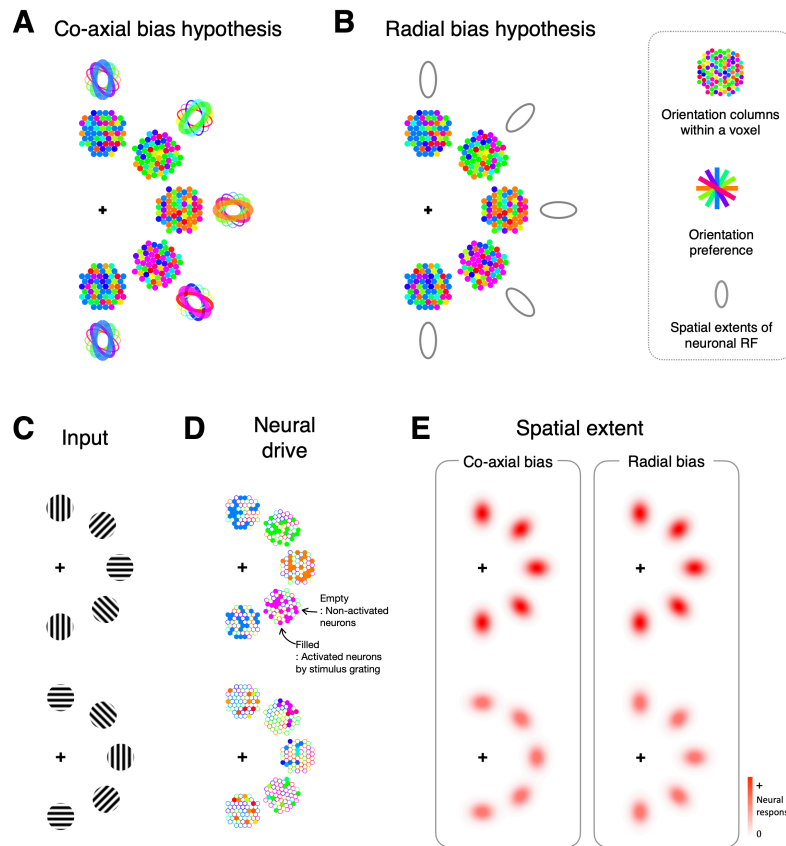 A
Co-axial bias hypothesis
B
Radial bias hypothesis
Orientation columns
within a voxel
Orientation
preference
Spatial extents of
neuronal RF
C
Input
D
Neural
drive
Empty
: Non-activated
neurons
Filled
: Activated neurons
by stimulus grating
E
Spatial extent
Co-axial bias
Radial bias
+
Neural
respons
0